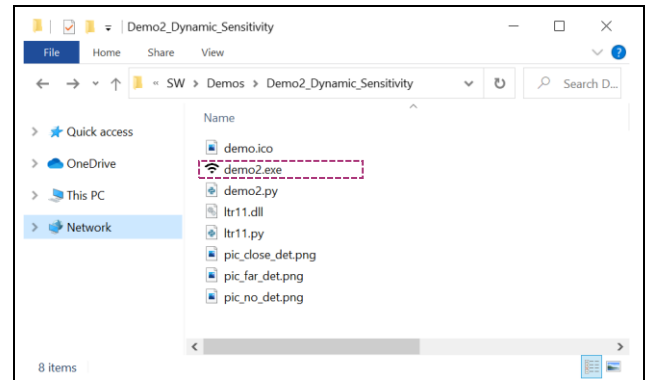 Demo2_Dynamic_Sensitivity
File Home Share View
« SW > Demos > Demo2_Dynamic_Sensitivity Search D...
Name
Quick access
OneDrive
This PC
Network
demo.ico
demo2.exe
demo2.py
ltr11.dll
ltr11.py
pic_close_det.png
pic_far_det.png
pic_no_det.png
8 items